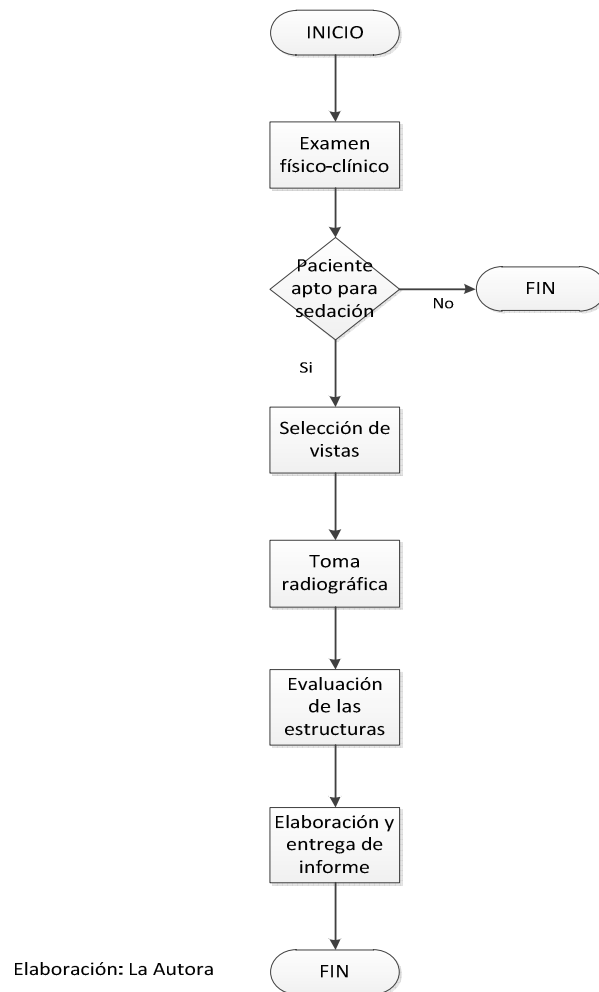 INICIO
Examen
físico-clínico
Paciente
apto para
sedación
No
FIN
Si
Selección de
vistas
Toma
radiográfica
Evaluación
de las
estructuras
Elaboración y
entrega de
informe
Elaboración: La Autora
FIN